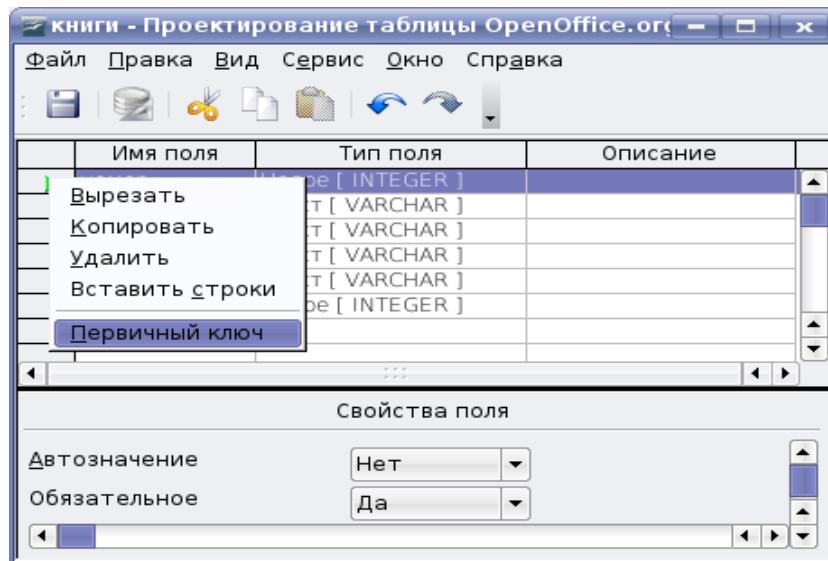 книги - Проектирование таблицы OpenOffice.org
Файл Правка Вид Сервис Окно Справка
Имя поля Тип поля Описание
[ INTEGER ]
[ VARCHAR ]
[ VARCHAR ]
[ VARCHAR ]
[ VARCHAR ]
[ INTEGER ]
Вырезать
Копировать
Удалить
Вставить строки
Первичный ключ
Свойства поля
Автозначение Нет
Обязательное Да